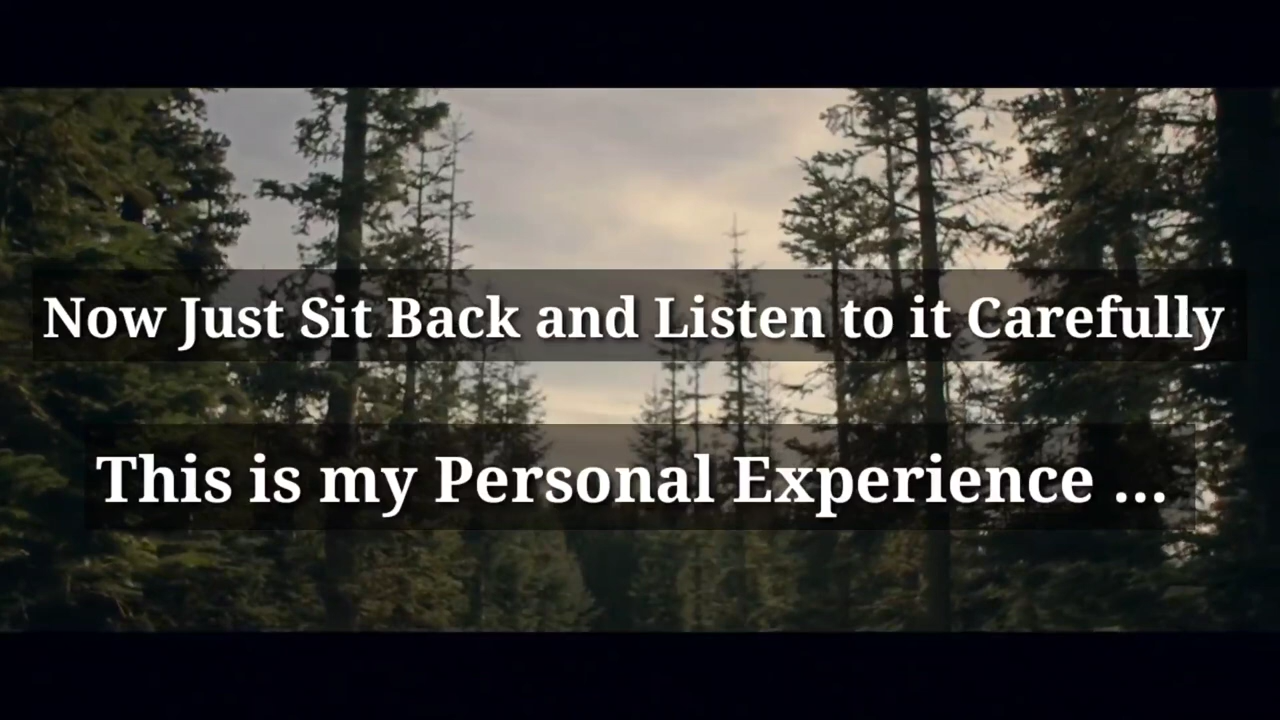 Now Just Sit Back and Listen to it Carefully
This is my Personal Experience ...